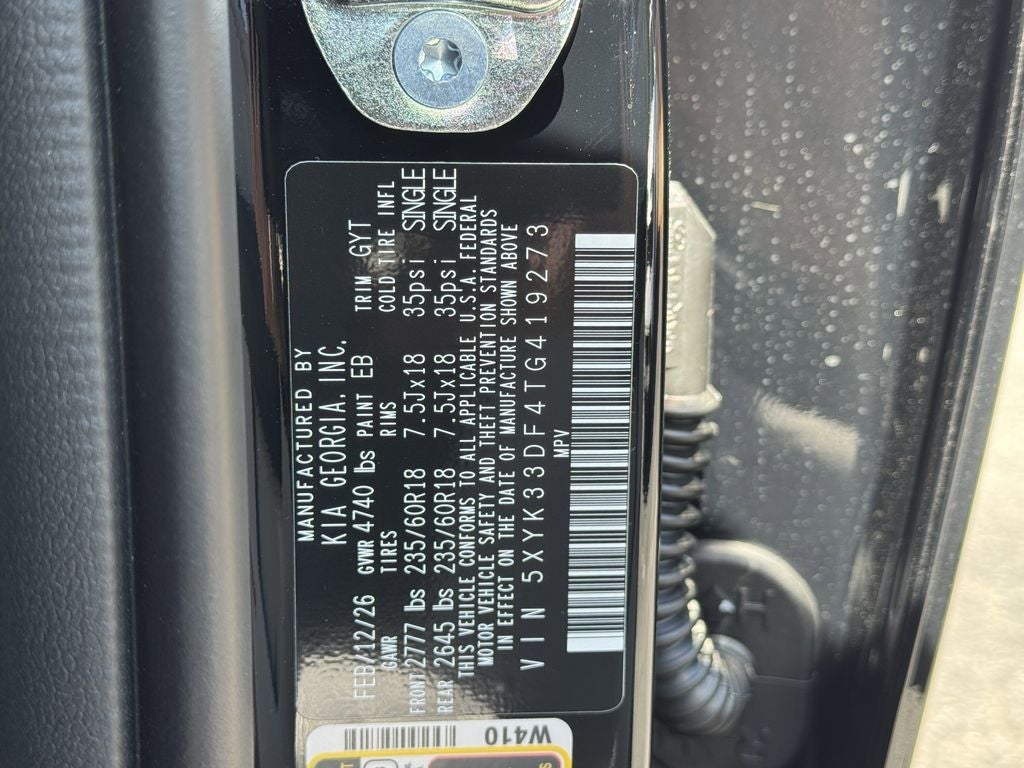 MANUFACTURED BY
KIA GEORGIA, INC.
FEB/12/26 GVWR 4740 lbs PAINT EB TRIM GYT
GAWR TIRES RIMS COLD TIRE INFL
FRONT 2777 lbs 235/60R18 7.5Jx18 35psi SINGLE
REAR 2645 lbs 235/60R18 7.5Jx18 35psi SINGLE
THIS VEHICLE CONFORMS TO ALL APPLICABLE U.S.A. FEDERAL
MOTOR VEHICLE SAFETY AND THEFT PREVENTION STANDARDS
IN EFFECT ON THE DATE OF MANUFACTURE SHOWN ABOVE
VIN 5XYK33DF4TG419273
MPV
W410